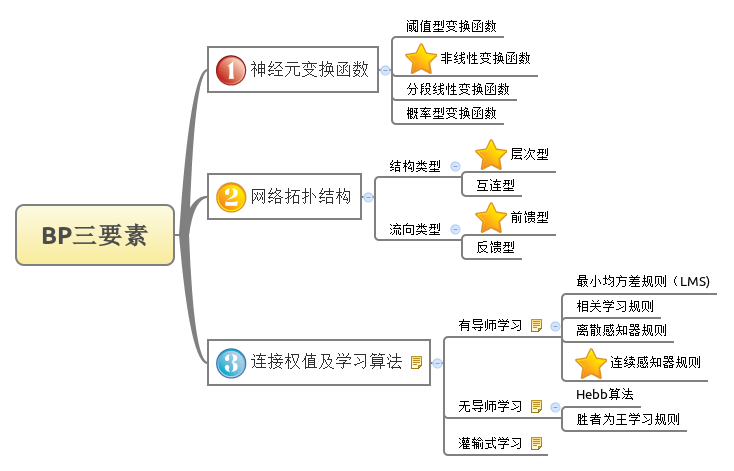 BP三要素
1
神经元变换函数
阈值型变换函数
非线性变换函数
分段线性变换函数
概率型变换函数
2
网络拓扑结构
结构类型
层次型
互连型
流向类型
前馈型
反馈型
3
连接权值及学习算法
有导师学习
最小均方差规则（LMS)
相关学习规则
离散感知器规则
连续感知器规则
无导师学习
Hebb算法
胜者为王学习规则
灌输式学习